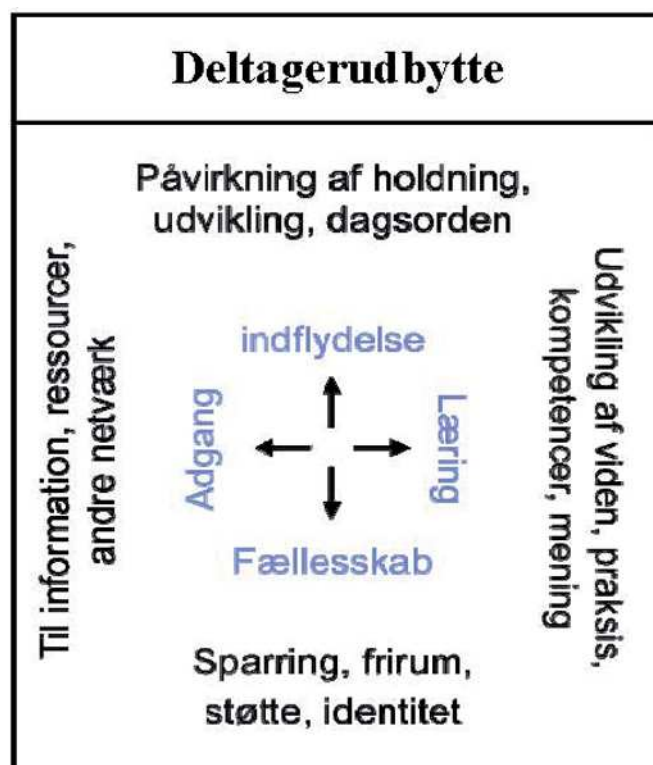 Deltagerudbytte
Påvirkning af holdning,
udvikling, dagsorden
Til information, ressourcer,
andre netværk
indflydelse
Adgang
Læring
Fællesskab
Udvikling af viden, praksis,
kompetencer, mening
Sparring, frirum,
støtte, identitet